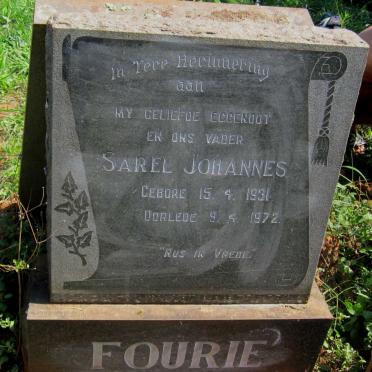 In Tere Herinnering
aan
MY GELIEFDE EGGENOOT
EN ONS VADER
SAREL JOHANNES
GEBORE 15. 4. 1931.
OORLEDE 9. 4. 1972.
"RUS IN VREDE."
FOURIE